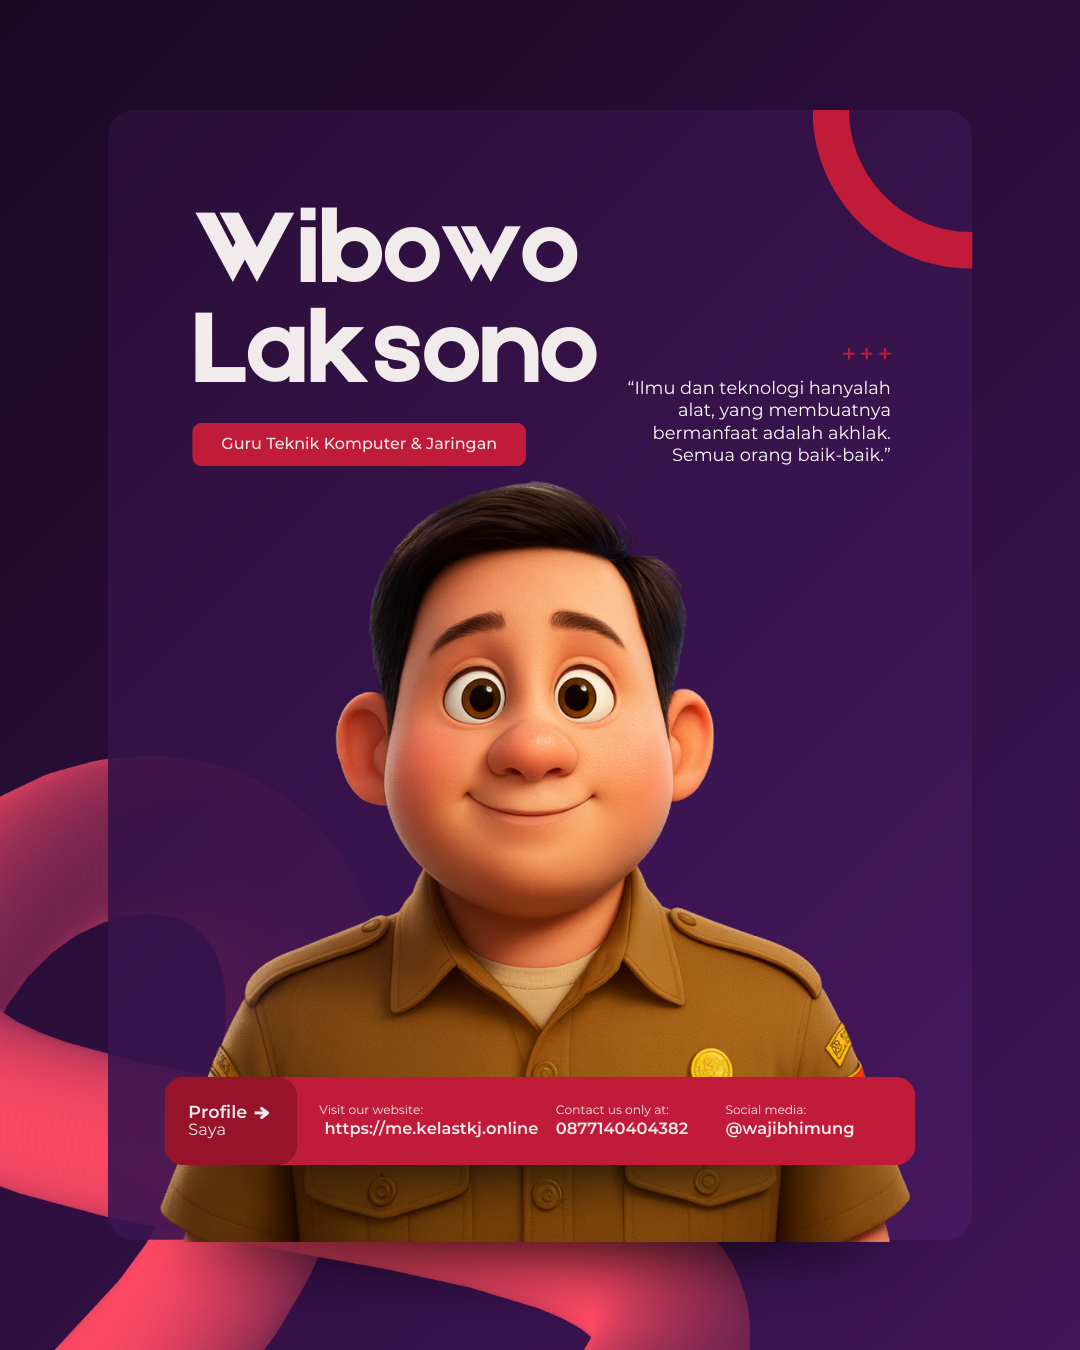 Wibowo
Laksono
Guru Teknik Komputer & Jaringan
+++
“Ilmu dan teknologi hanyalah
alat, yang membuatnya
bermanfaat adalah akhlak.
Semua orang baik-baik.”
Profile →
Saya
Visit our website:
https://me.kelastkj.online
Contact us only at:
0877140404382
Social media:
@wajibhimung